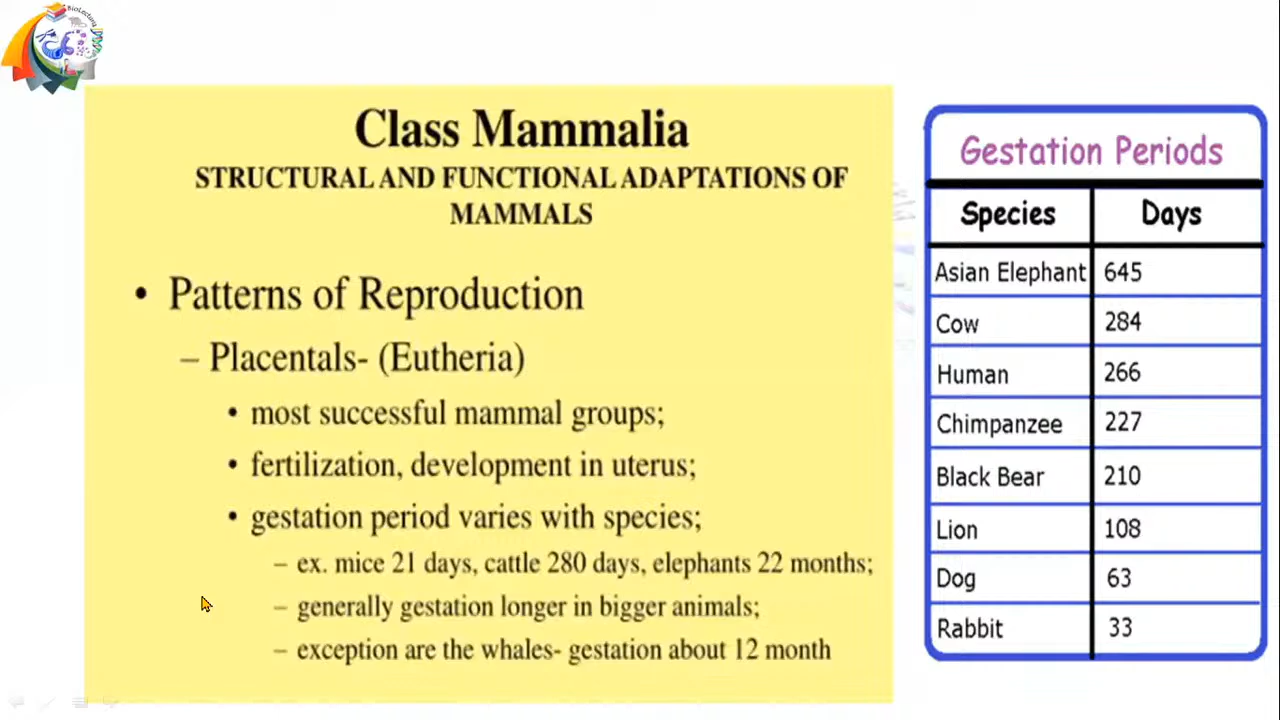 BioLecting
Class Mammalia
STRUCTURAL AND FUNCTIONAL ADAPTATIONS OF
MAMMALS
• Patterns of Reproduction
– Placentals- (Eutheria)
• most successful mammal groups;
• fertilization, development in uterus;
• gestation period varies with species;
– ex. mice 21 days, cattle 280 days, elephants 22 months;
– generally gestation longer in bigger animals;
– exception are the whales- gestation about 12 month
Gestation Periods
Species Days
Asian Elephant 645
Cow 284
Human 266
Chimpanzee 227
Black Bear 210
Lion 108
Dog 63
Rabbit 33